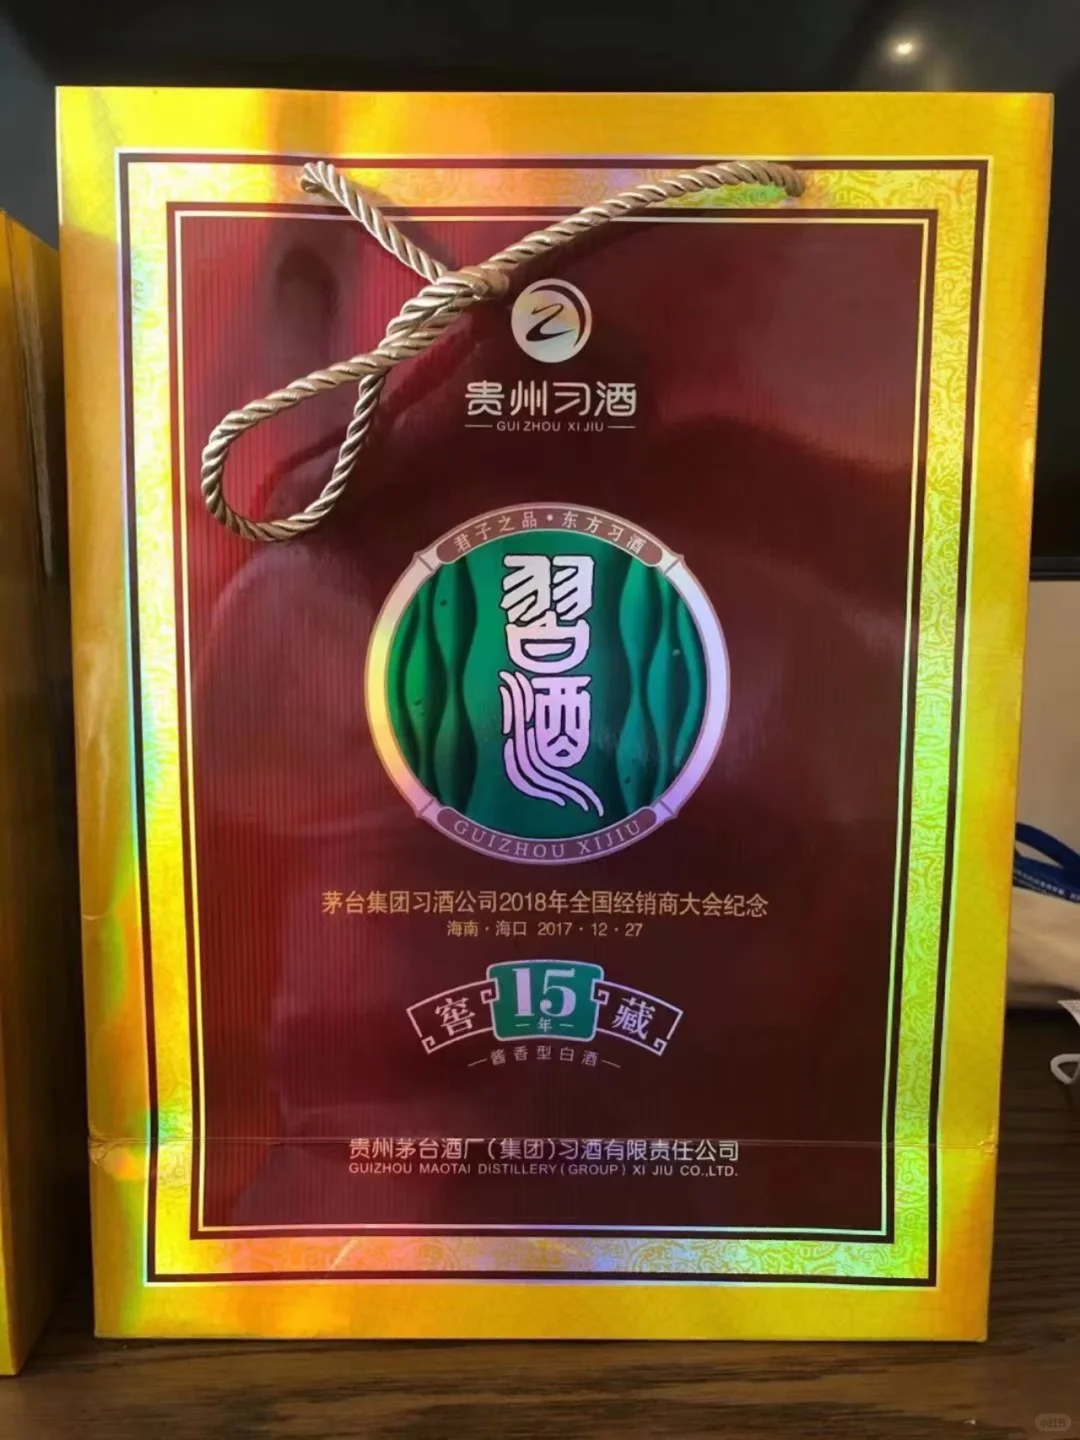 贵州习酒
GUI ZHOU XI JIU
君子之品·东方习酒
習酒
GUIZHOU XIJIU
茅台集团习酒公司2018年全国经销商大会纪念
海南·海口 2017·12·27
窖 15 藏
年
酱香型白酒
贵州茅台酒厂(集团)习酒有限责任公司
GUIZHOU MAOTAI DISTILLERY(GROUP) XI JIU CO.,LTD.
小红书